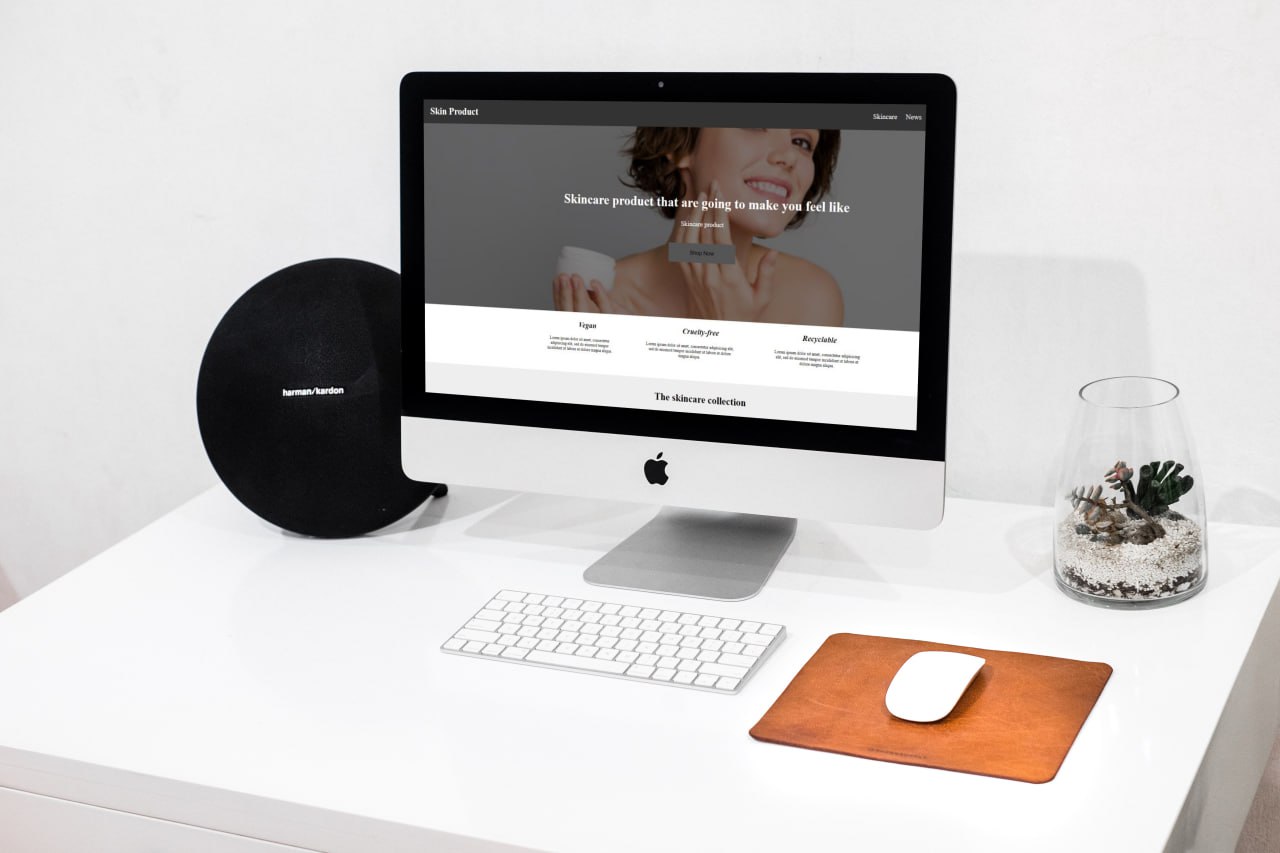 Skin Product
Skincare News
Skincare product that are going to make you feel like
Skincare product
Shop Now
Vegan
Lorem ipsum dolor sit amet, consectetur
adipiscing elit, sed do eiusmod tempor
incididunt ut labore et dolore
magna aliqua.
Cruelty-free
Lorem ipsum dolor sit amet, consectetur adipiscing elit,
sed do eiusmod tempor incididunt ut labore et dolore
magna aliqua.
Recyclable
Lorem ipsum dolor sit amet, consectetur adipiscing
elit, sed do eiusmod tempor incididunt ut labore et
dolore magna aliqua.
The skincare collection
harman/kardon